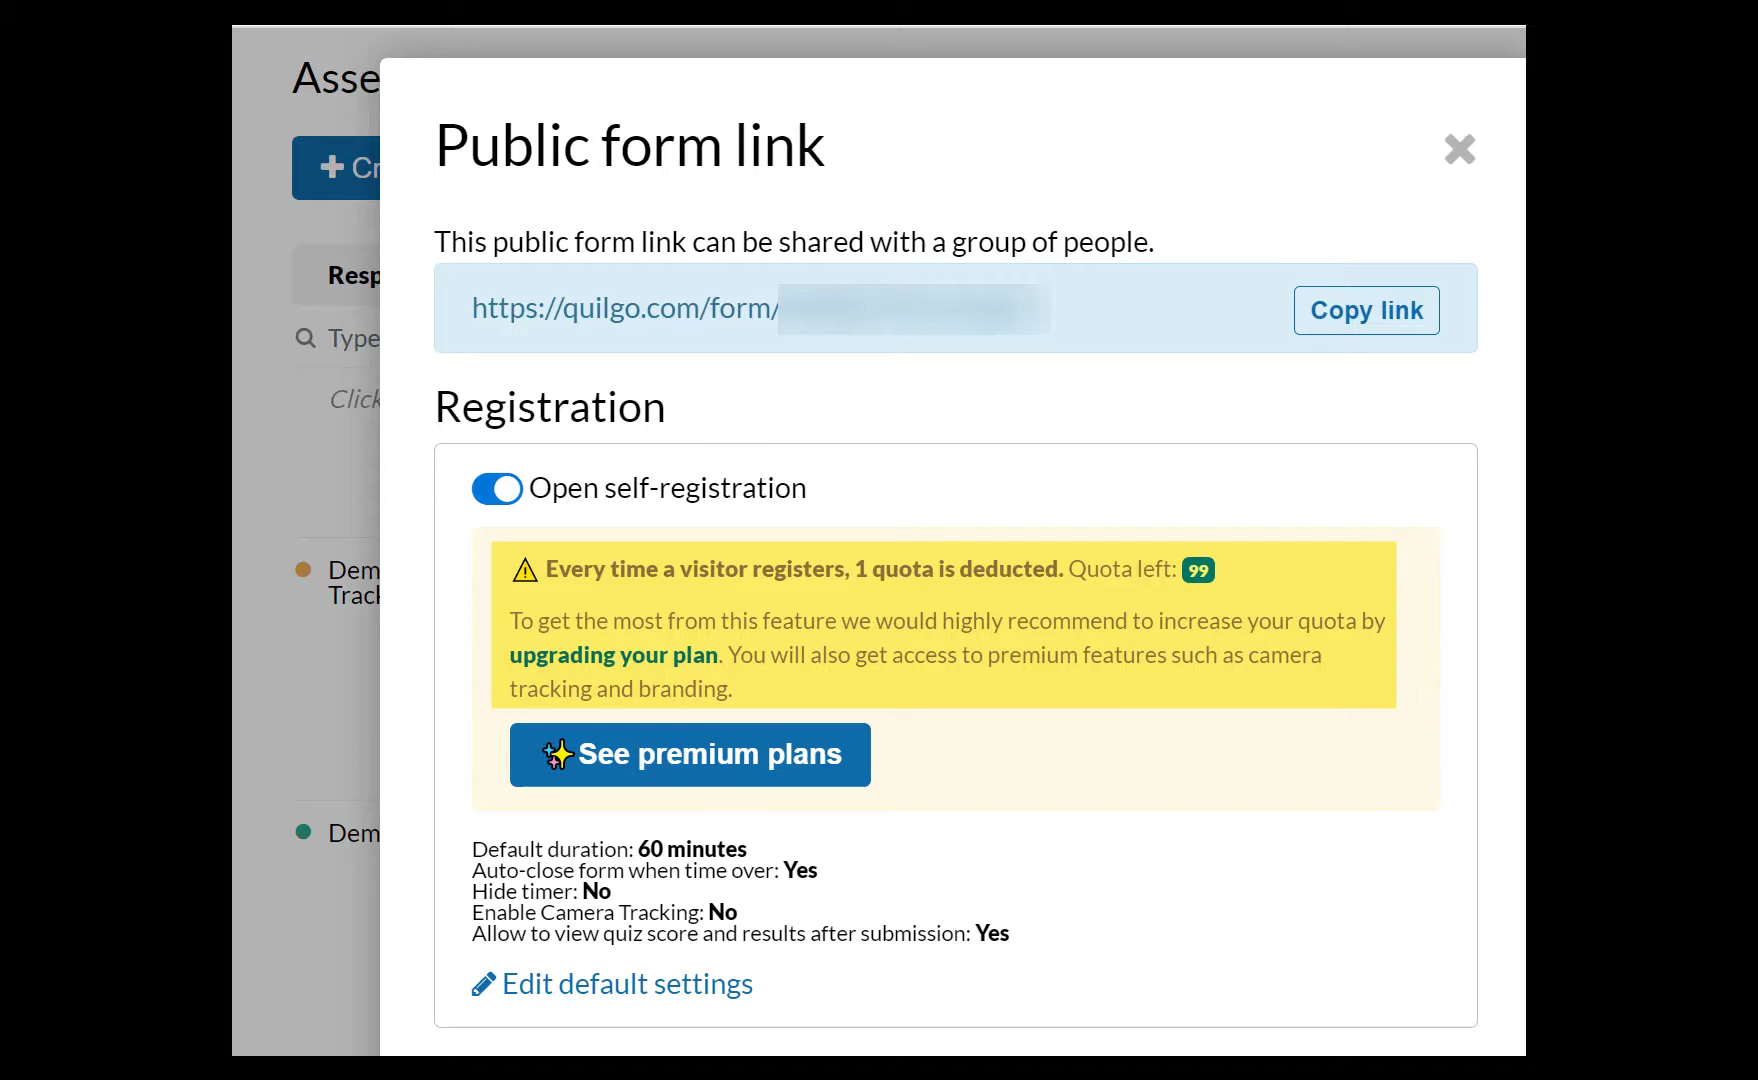 Asse
Public form link
Cr
This public form link can be shared with a group of people.
Resp
https://quilgo.com/form/
Copy link
Type
Click
Registration
Open self-registration
Every time a visitor registers, 1 quota is deducted. Quota left: 99
To get the most from this feature we would highly recommend to increase your quota by
upgrading your plan. You will also get access to premium features such as camera
tracking and branding.
Dem
Track
See premium plans
Dem
Default duration: 60 minutes
Auto-close form when time over: Yes
Hide timer: No
Enable Camera Tracking: No
Allow to view quiz score and results after submission: Yes
Edit default settings